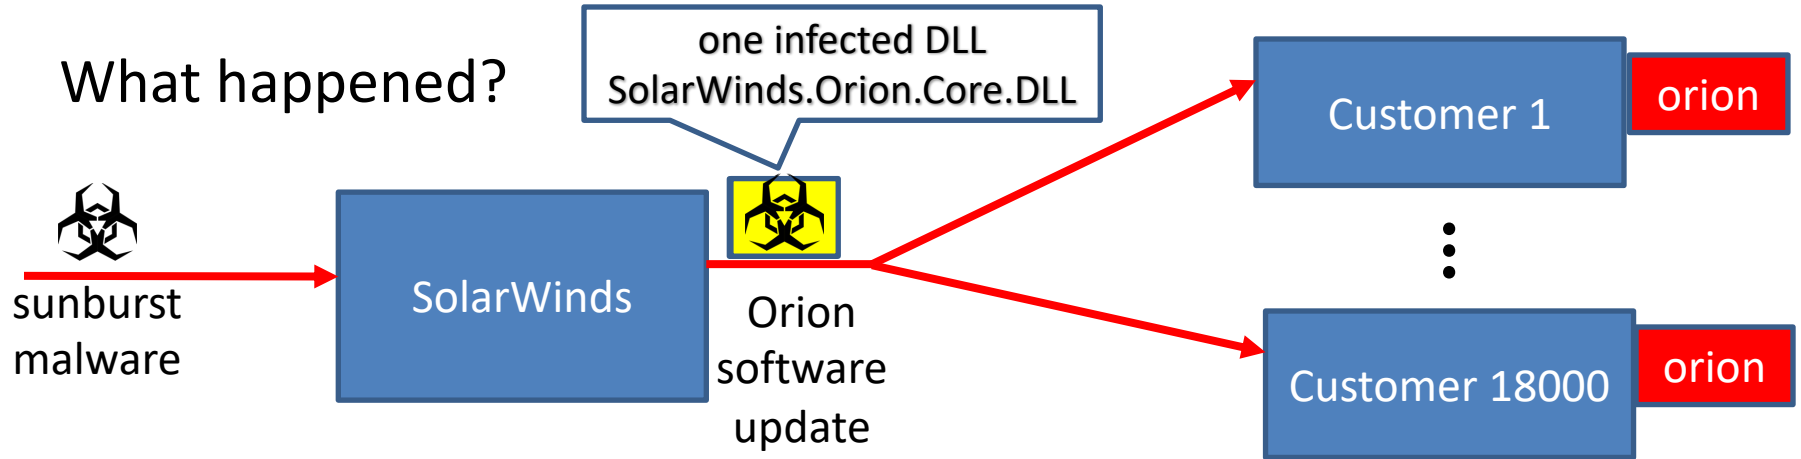 What happened?
one infected DLL
SolarWinds.Orion.Core.DLL
sunburst
malware
SolarWinds
Orion
software
update
Customer 1
orion
Customer 18000
orion